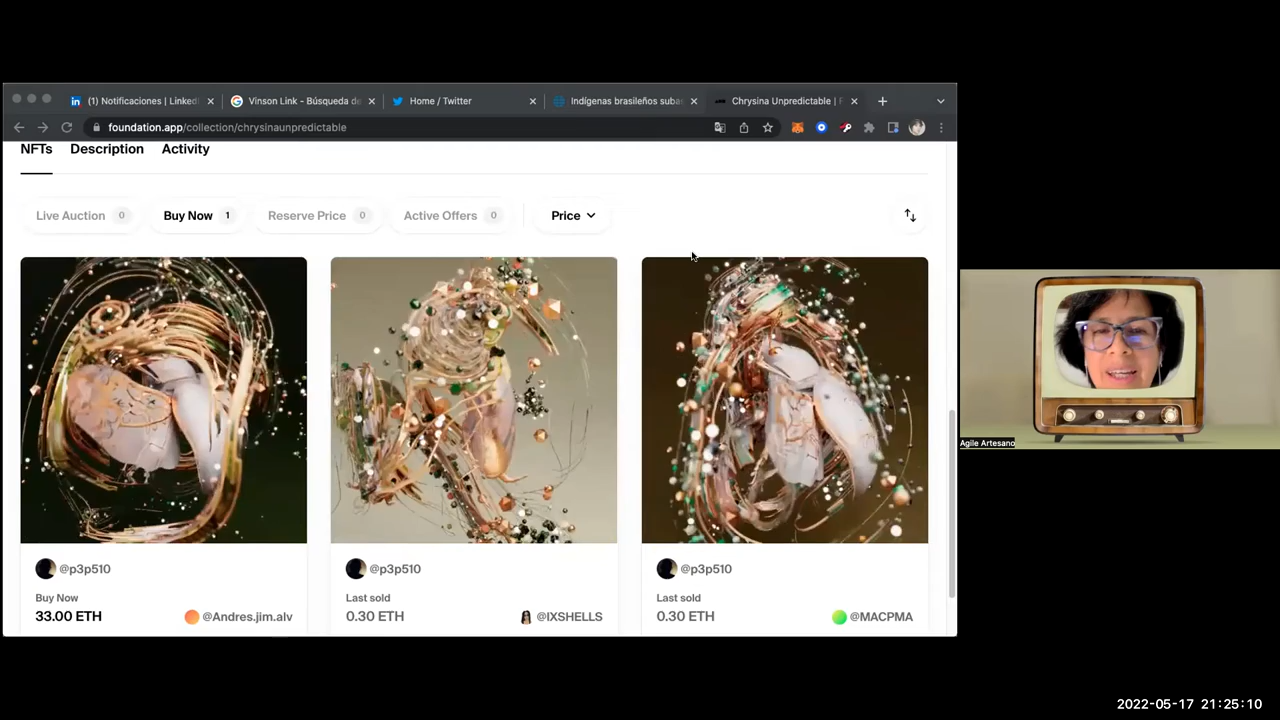 (1) Notificaciones | Linked
Vinson Link - Búsqueda de
Home / Twitter
Indígenas brasileños suba
Chrysina Unpredictable | F
foundation.app/collection/chrysinaunpredictable
NFTs Description Activity
Live Auction 0 Buy Now 1 Reserve Price 0 Active Offers 0 Price
@p3p510
Buy Now
33.00 ETH @Andres.jim.alv
@p3p510
Last sold
0.30 ETH @IXSHELLS
@p3p510
Last sold
0.30 ETH @MACPMA
Agile Artesano
2022-05-17 21:25:10